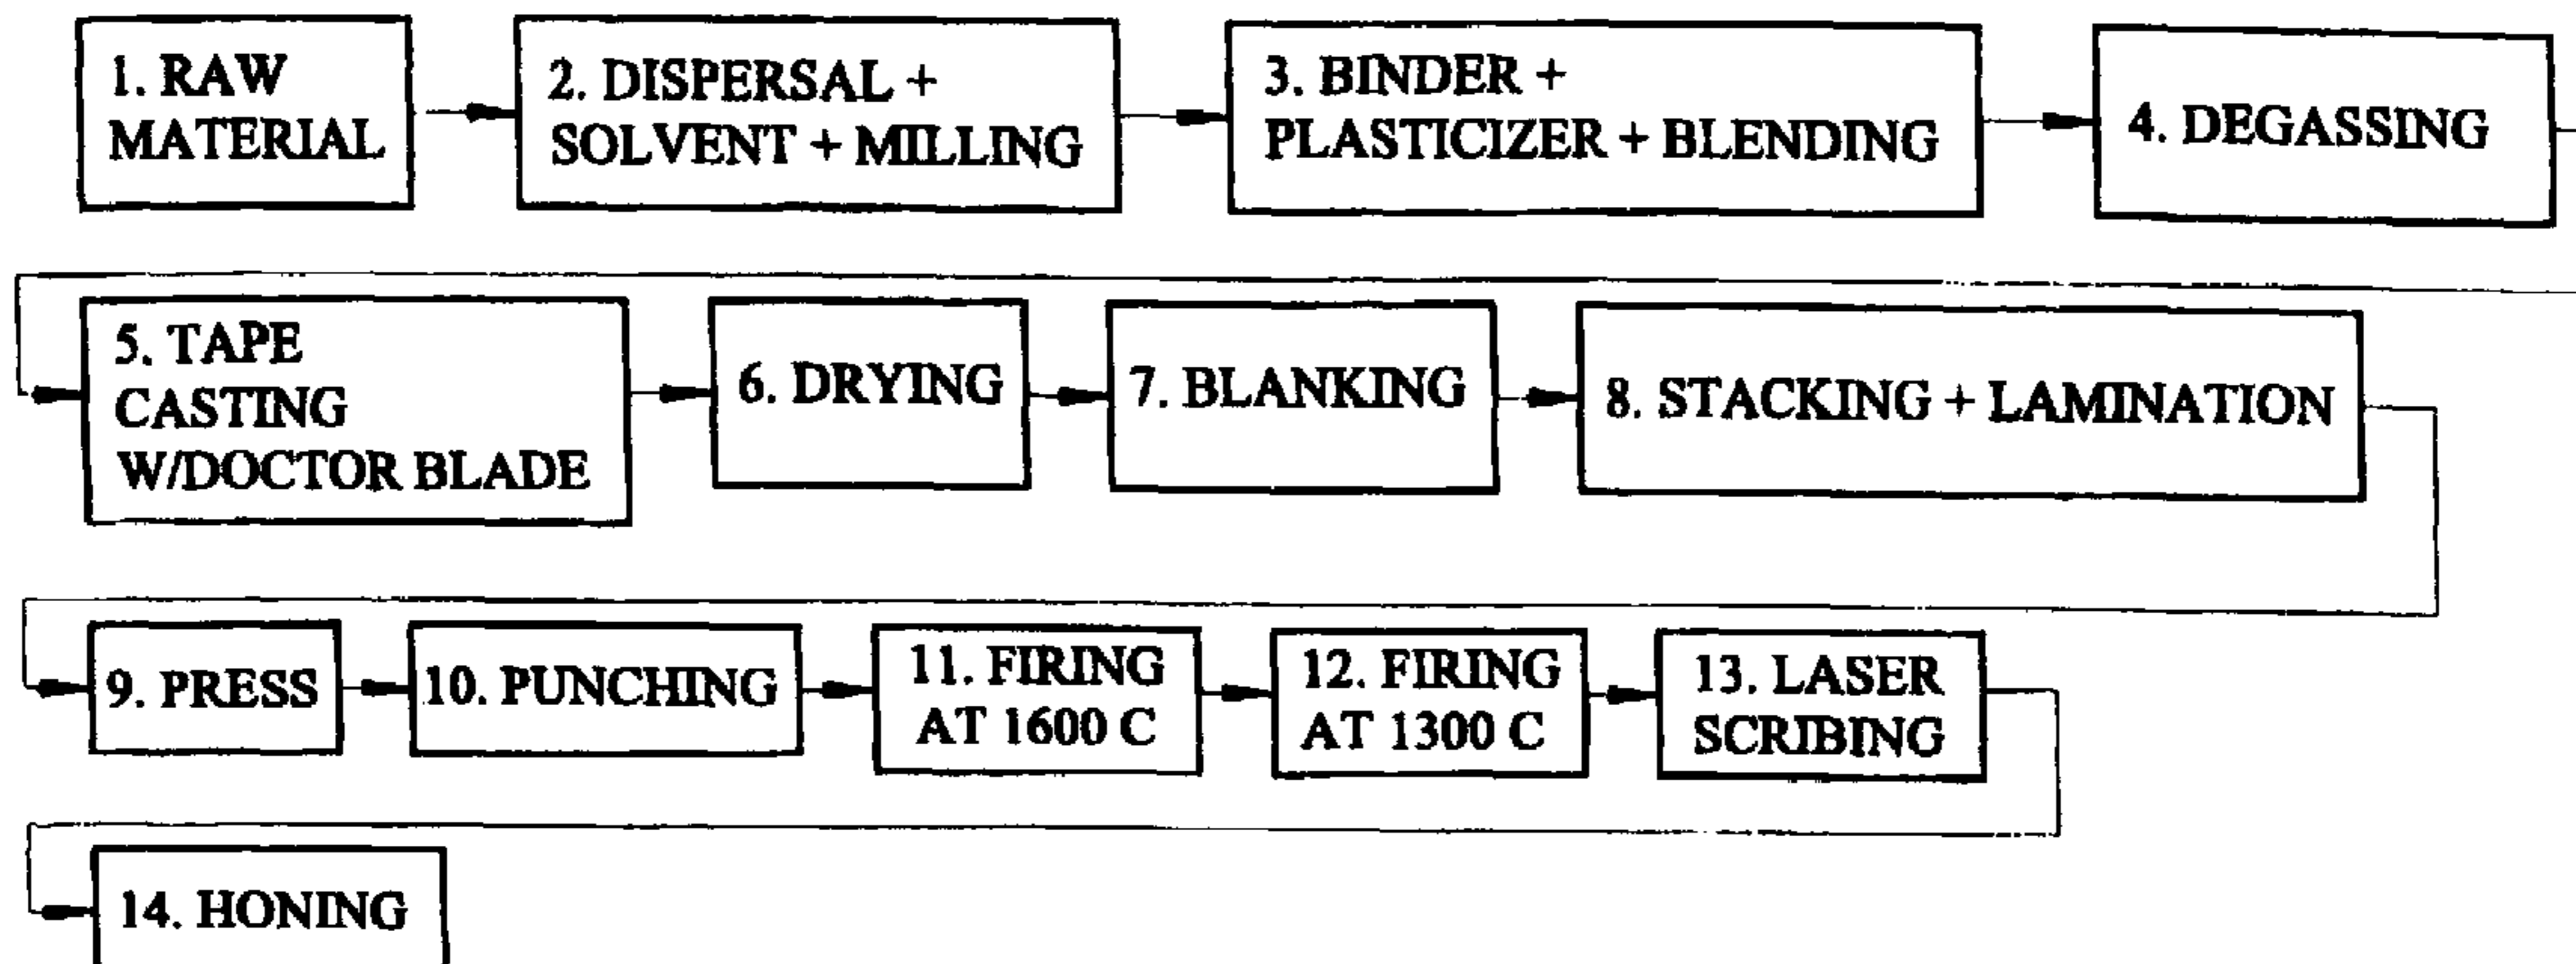 1. RAW
MATERIAL
2. DISPERSAL +
SOLVENT + MILLING
3. BINDER +
PLASTICIZER + BLENDING
4. DEGASSING
5. TAPE
CASTING
W/DOCTOR BLADE
6. DRYING
7. BLANKING
8. STACKING + LAMINATION
9. PRESS
10. PUNCHING
11. FIRING
AT 1600 C
12. FIRING
AT 1300 C
13. LASER
SCRIBING
14. HONING